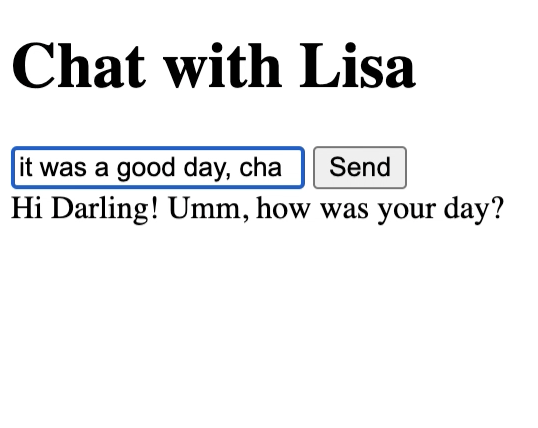 Chat with Lisa
it was a good day, cha
Send
Hi Darling! Umm, how was your day?